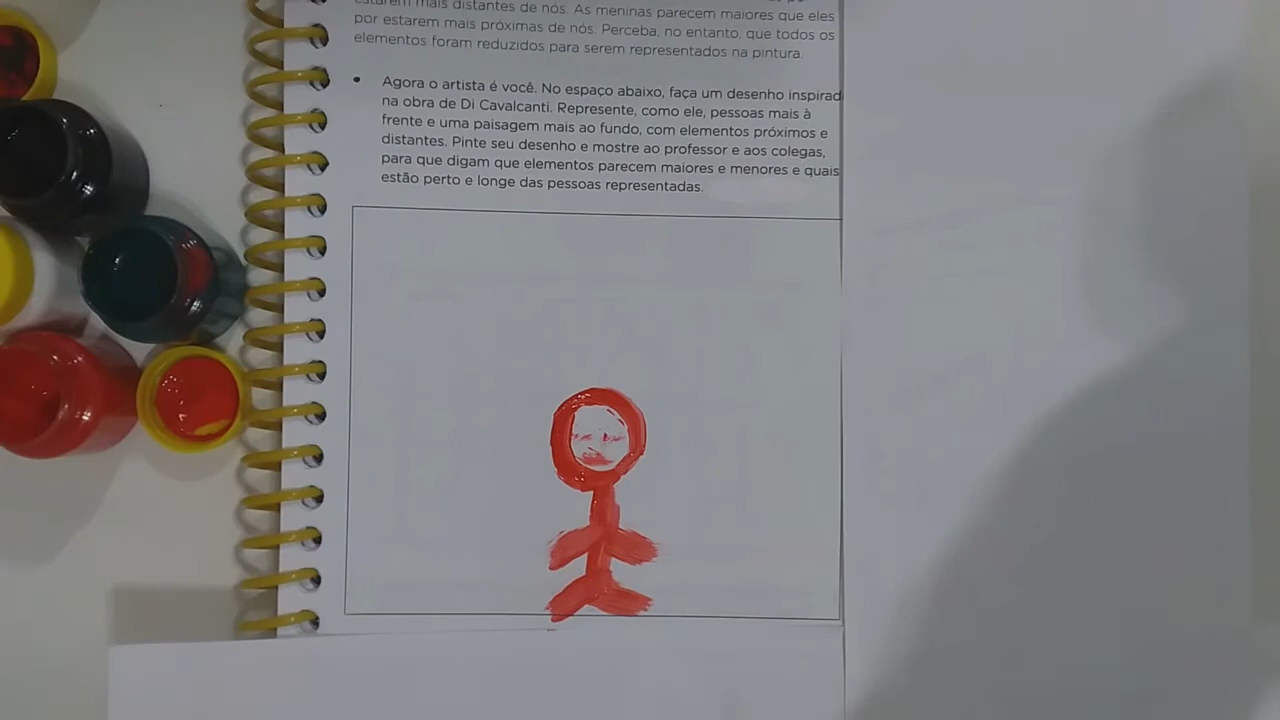 estarem mais distantes de nós. As meninas parecem maiores que eles
por estarem mais próximas de nós. Perceba, no entanto, que todos os
elementos foram reduzidos para serem representados na pintura.
• Agora o artista é você. No espaço abaixo, faça um desenho inspirad
na obra de Di Cavalcanti. Represente, como ele, pessoas mais à
frente e uma paisagem mais ao fundo, com elementos próximos e
distantes. Pinte seu desenho e mostre ao professor e aos colegas,
para que digam que elementos parecem maiores e menores e quais
estão perto e longe das pessoas representadas.